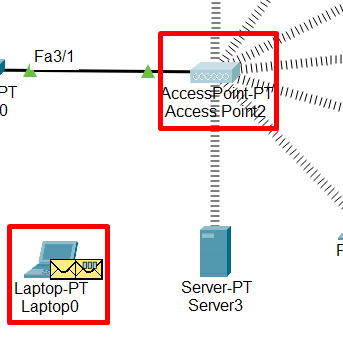 Fa3/1
-PT
0
AccessPoint-PT
Access Point2
Laptop-PT
Laptop0
Server-PT
Server3
P